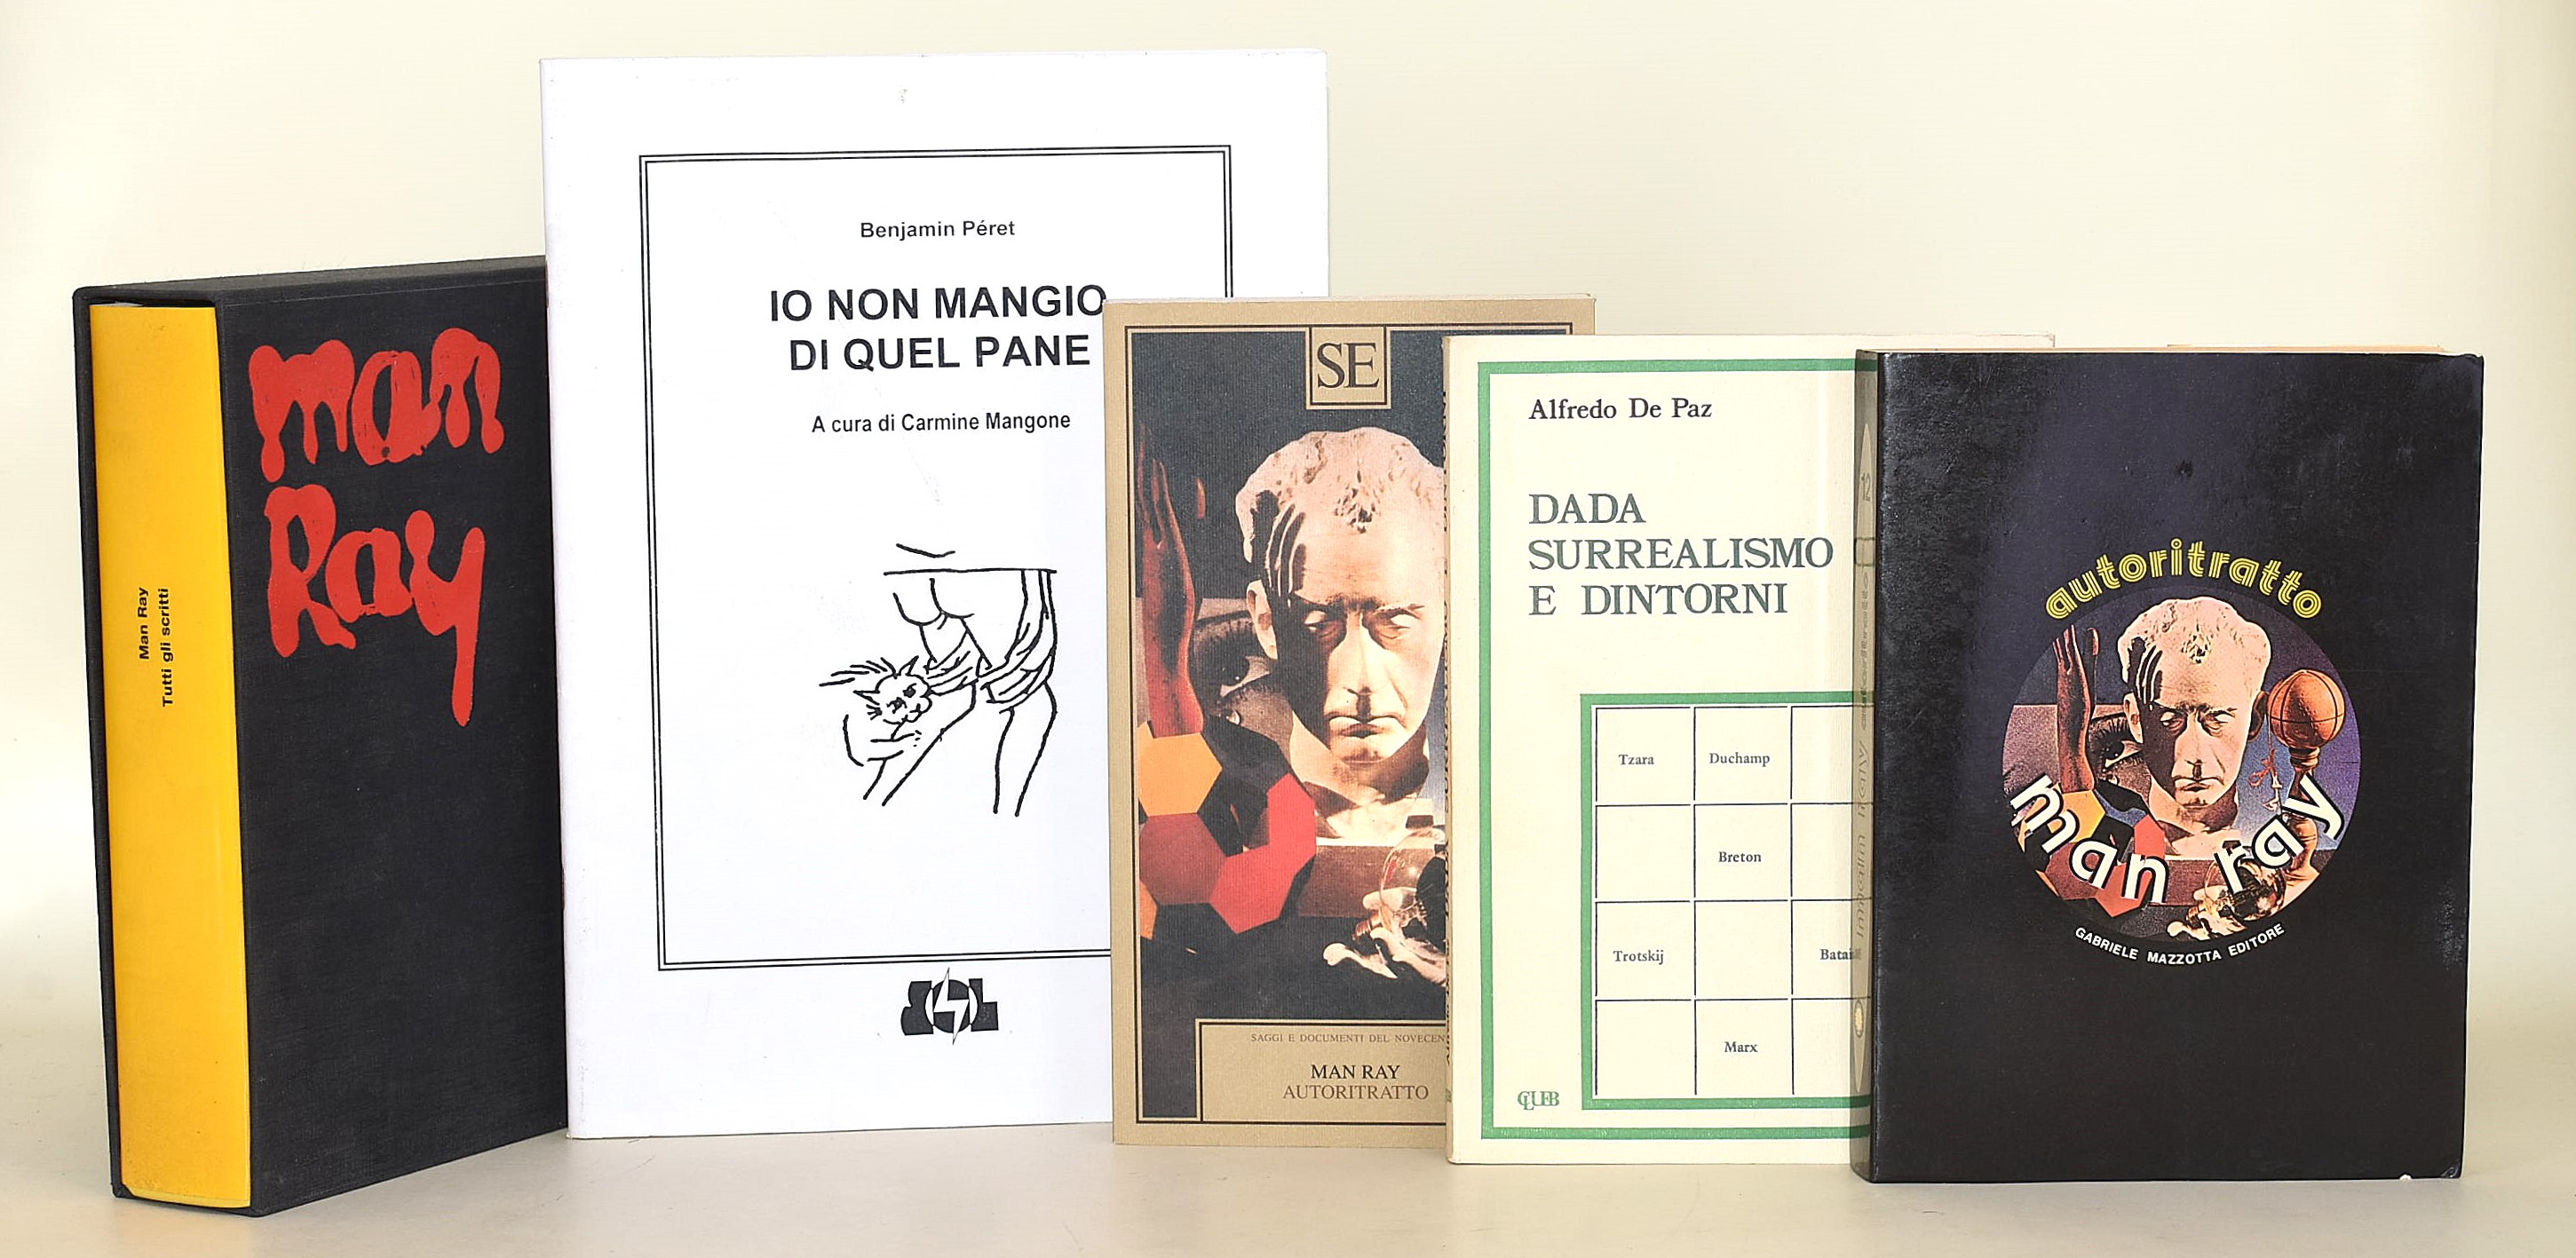 Man Ray
Tutti gli scritti
man
Ray
Benjamin Péret
IO NON MANGIO
DI QUEL PANE
A cura di Carmine Mangone
SE
SAGGI E DOCUMENTI DEL
MAN RAY
AUTORITRATTO
Alfredo De Paz
DADA
SURREALISMO
E DINTORNI
Tzara
Duchamp
Breton
Trotskij
Marx
CLUEB
12
autoritratto
man ray
GABRIELE MAZZOTTA EDITORE